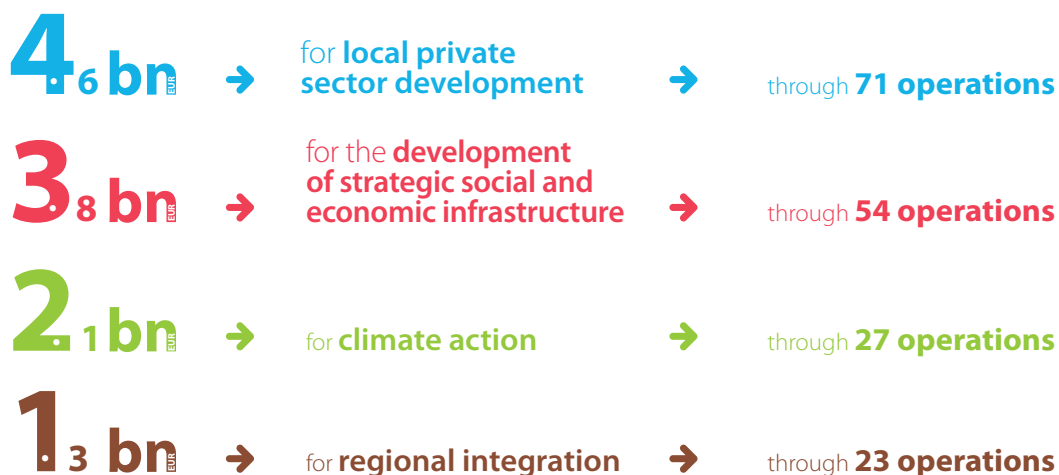 4.6 bn EUR
for local private
sector development
through 71 operations
3.8 bn EUR
for the development
of strategic social and
economic infrastructure
through 54 operations
2.1 bn EUR
for climate action
through 27 operations
1.3 bn EUR
for regional integration
through 23 operations